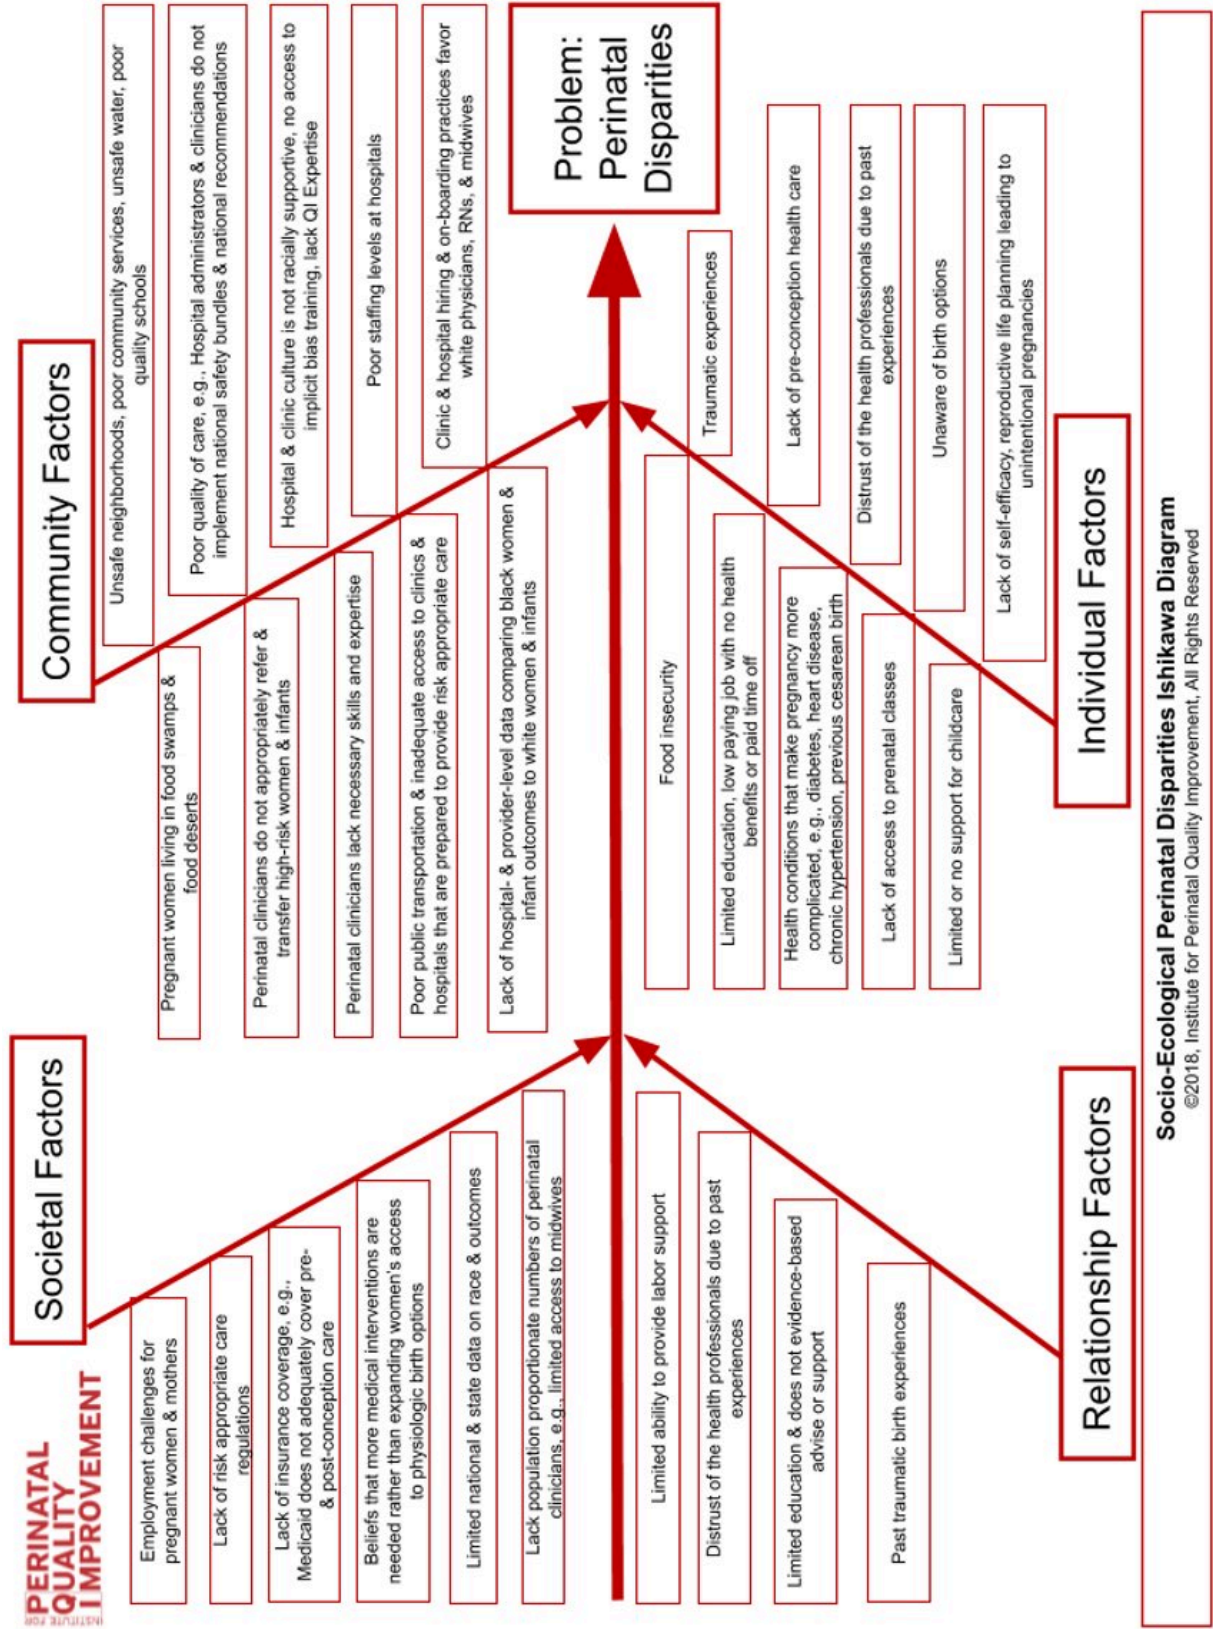 INSTITUTE FOR
PERINATAL
QUALITY
IMPROVEMENT
Societal Factors
Employment challenges for
pregnant women & mothers
Lack of risk appropriate care
regulations
Lack of insurance coverage, e.g.,
Medicaid does not adequately cover pre-
& post-conception care
Beliefs that more medical interventions are
needed rather than expanding women's access
to physiologic birth options
Limited national & state data on race & outcomes
Lack population proportionate numbers of perinatal
clinicians, e.g., limited access to midwives
Community Factors
Pregnant women living in food swamps &
food deserts
Perinatal clinicians do not appropriately refer &
transfer high-risk women & infants
Perinatal clinicians lack necessary skills and expertise
Poor public transportation & inadequate access to clinics &
hospitals that are prepared to provide risk appropriate care
Lack of hospital- & provider-level data comparing black women &
infant outcomes to white women & infants
Unsafe neighborhoods, poor community services, unsafe water, poor
quality schools
Poor quality of care, e.g., Hospital administrators & clinicians do not
implement national safety bundles & national recommendations
Hospital & clinic culture is not racially supportive, no access to
implicit bias training, lack QI Expertise
Poor staffing levels at hospitals
Clinic & hospital hiring & on-boarding practices favor
white physicians, RNs, & midwives
Problem:
Perinatal
Disparities
Limited ability to provide labor support
Distrust of the health professionals due to past
experiences
Limited education & does not evidence-based
advise or support
Past traumatic birth experiences
Relationship Factors
Food insecurity
Limited education, low paying job with no health
benefits or paid time off
Health conditions that make pregnancy more
complicated, e.g., diabetes, heart disease,
chronic hypertension, previous cesarean birth
Lack of access to prenatal classes
Limited or no support for childcare
Traumatic experiences
Lack of pre-conception health care
Distrust of the health professionals due to past
experiences
Unaware of birth options
Lack of self-efficacy, reproductive life planning leading to
unintentional pregnancies
Individual Factors
Socio-Ecological Perinatal Disparities Ishikawa Diagram
©2018, Institute for Perinatal Quality Improvement, All Rights Reserved